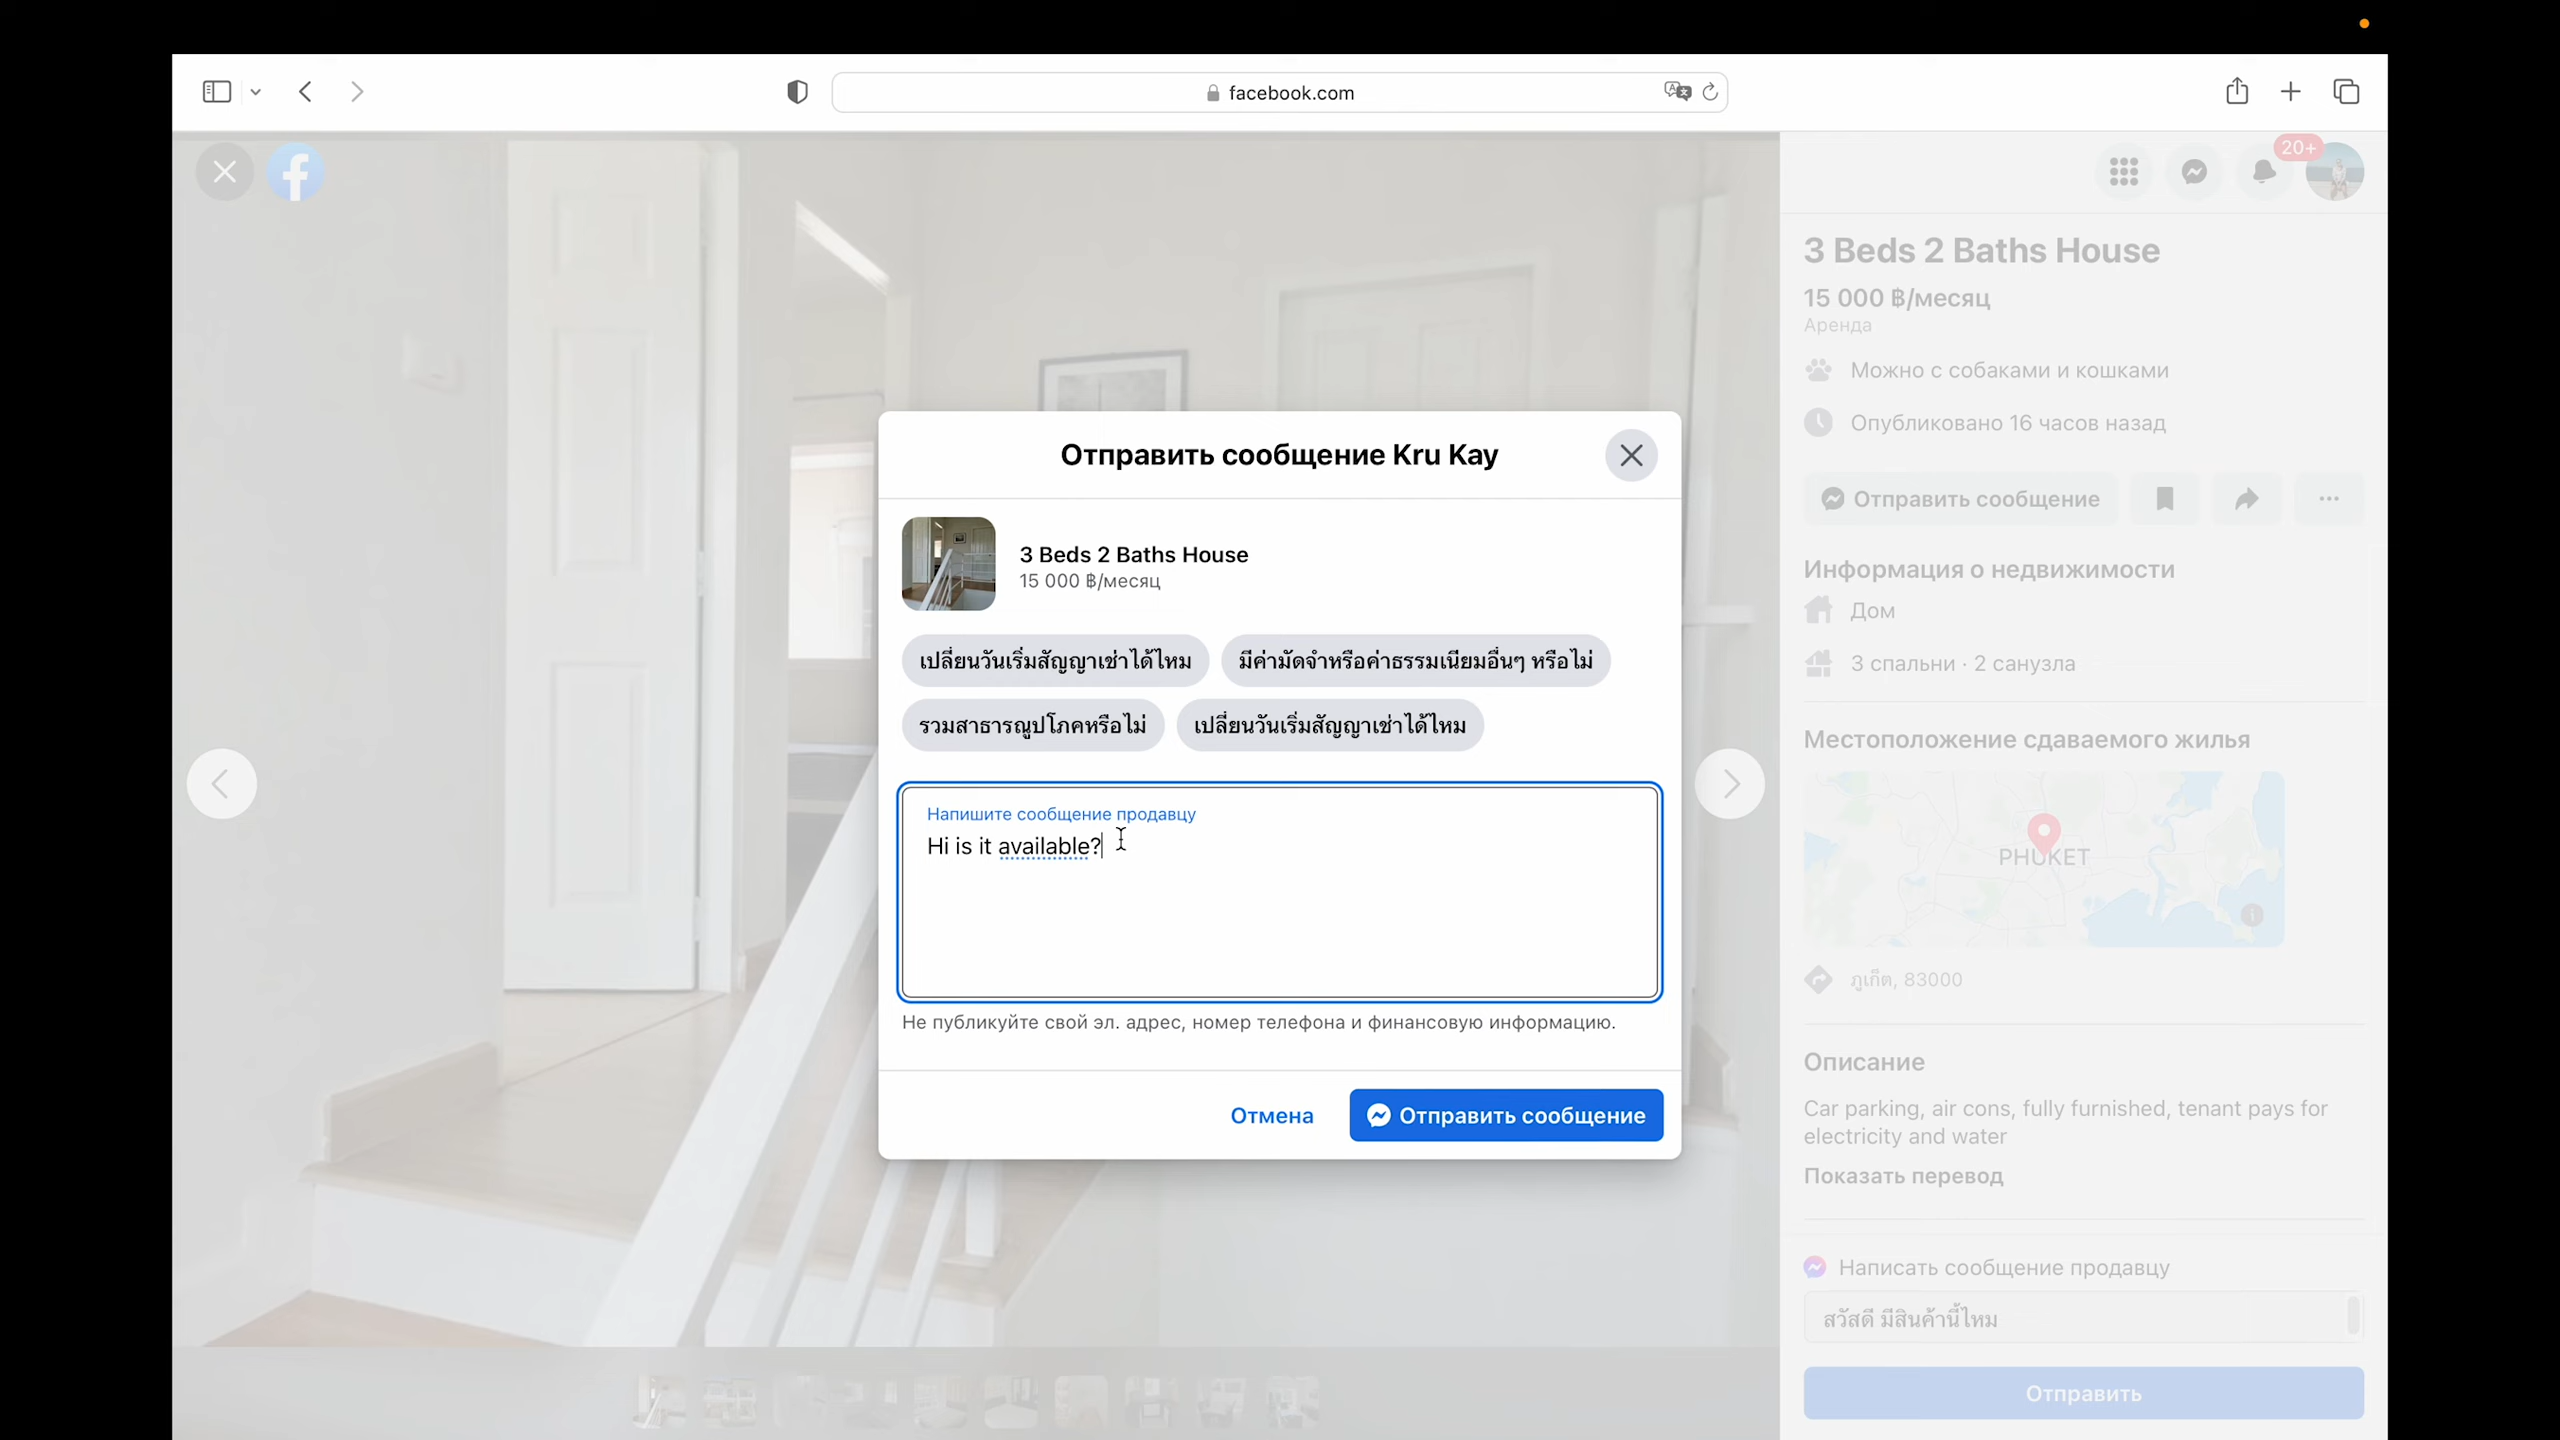 facebook.com
20+
3 Beds 2 Baths House
15 000 ฿/месяц
Аренда
Можно с собаками и кошками
Опубликовано 16 часов назад
Отправить сообщение
Информация о недвижимости
Дом
3 спальни · 2 санузла
Местоположение сдаваемого жилья
PHUKET
ภูเก็ต, 83000
Описание
Car parking, air cons, fully furnished, tenant pays for
electricity and water
Показать перевод
Написать сообщение продавцу
สวัสดี มีสินค้านี้ไหม
Отправить
Отправить сообщение Kru Kay
3 Beds 2 Baths House
15 000 ฿/месяц
เปลี่ยนวันเริ่มสัญญาเช่าได้ไหม
มีค่ามัดจำหรือค่าธรรมเนียมอื่นๆ หรือไม่
รวมสาธารณูปโภคหรือไม่
เปลี่ยนวันเริ่มสัญญาเช่าได้ไหม
Напишите сообщение продавцу
Hi is it available?
Не публикуйте свой эл. адрес, номер телефона и финансовую информацию.
Отмена
Отправить сообщение